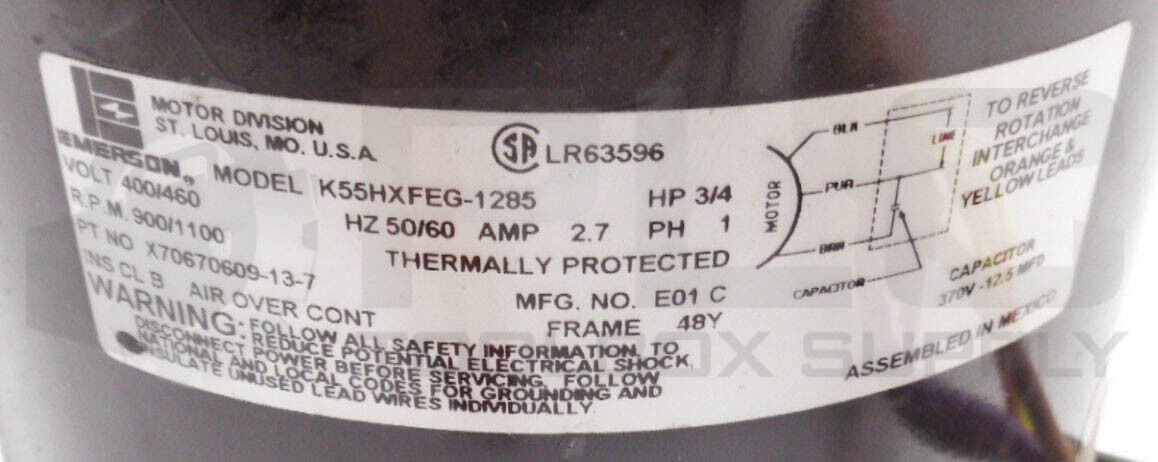 EMERSON®
MOTOR DIVISION
ST. LOUIS, MO. U.S.A.
SA LR63596
MODEL K55HXFEG-1285 HP 3/4
VOLT 400/460 HZ 50/60 AMP 2.7 PH 1
R.P.M. 900/1100 THERMALLY PROTECTED
PT NO X70670609-13-7 MFG. NO. E01 C
INS CL B AIR OVER CONT FRAME 48Y
WARNING: FOLLOW ALL SAFETY INFORMATION TO
REDUCE POTENTIAL ELECTRICAL SHOCK,
DISCONNECT POWER BEFORE SERVICING, FOLLOW
NATIONAL AND LOCAL CODES FOR GROUNDING AND
INSULATE UNUSED LEAD WIRES INDIVIDUALLY.
MOTOR
BLK
LINE
PUR
BRN
CAPACITOR
TO REVERSE
ROTATION
INTERCHANGE
ORANGE &
YELLOW LEADS
CAPACITOR
370V -12.5 MFD
ASSEMBLED IN MEXICO
SUPPLY